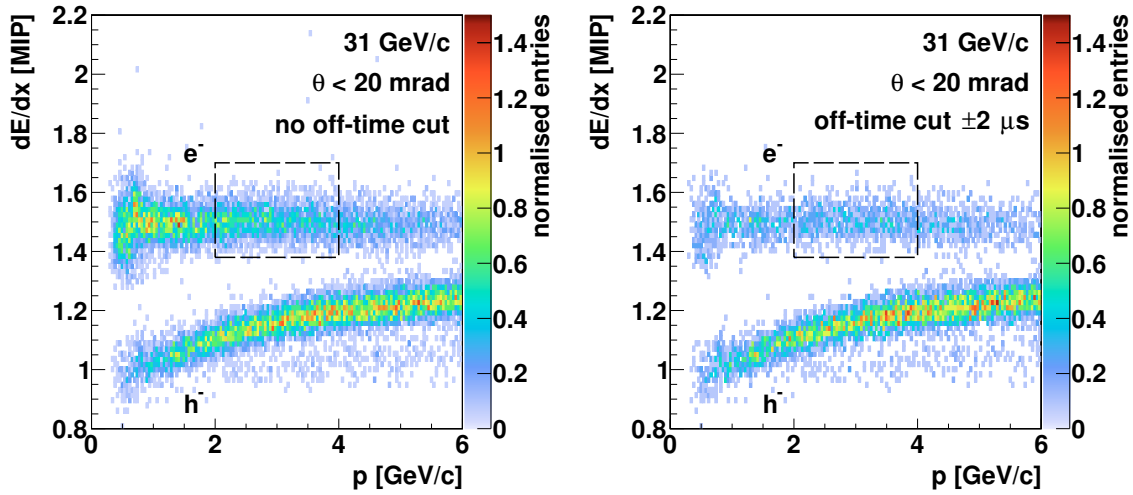 dE/dx [MIP]
2.2
2
1.8
1.6
1.4
1.2
1
0.8
31 GeV/c
θ < 20 mrad
no off-time cut
e-
h-
0 2 4 6
p [GeV/c]
1.4
1.2
1
0.8
0.6
0.4
0.2
0
normalised entries
dE/dx [MIP]
2.2
2
1.8
1.6
1.4
1.2
1
0.8
31 GeV/c
θ < 20 mrad
off-time cut ±2 μs
e-
h-
0 2 4 6
p [GeV/c]
1.4
1.2
1
0.8
0.6
0.4
0.2
0
normalised entries